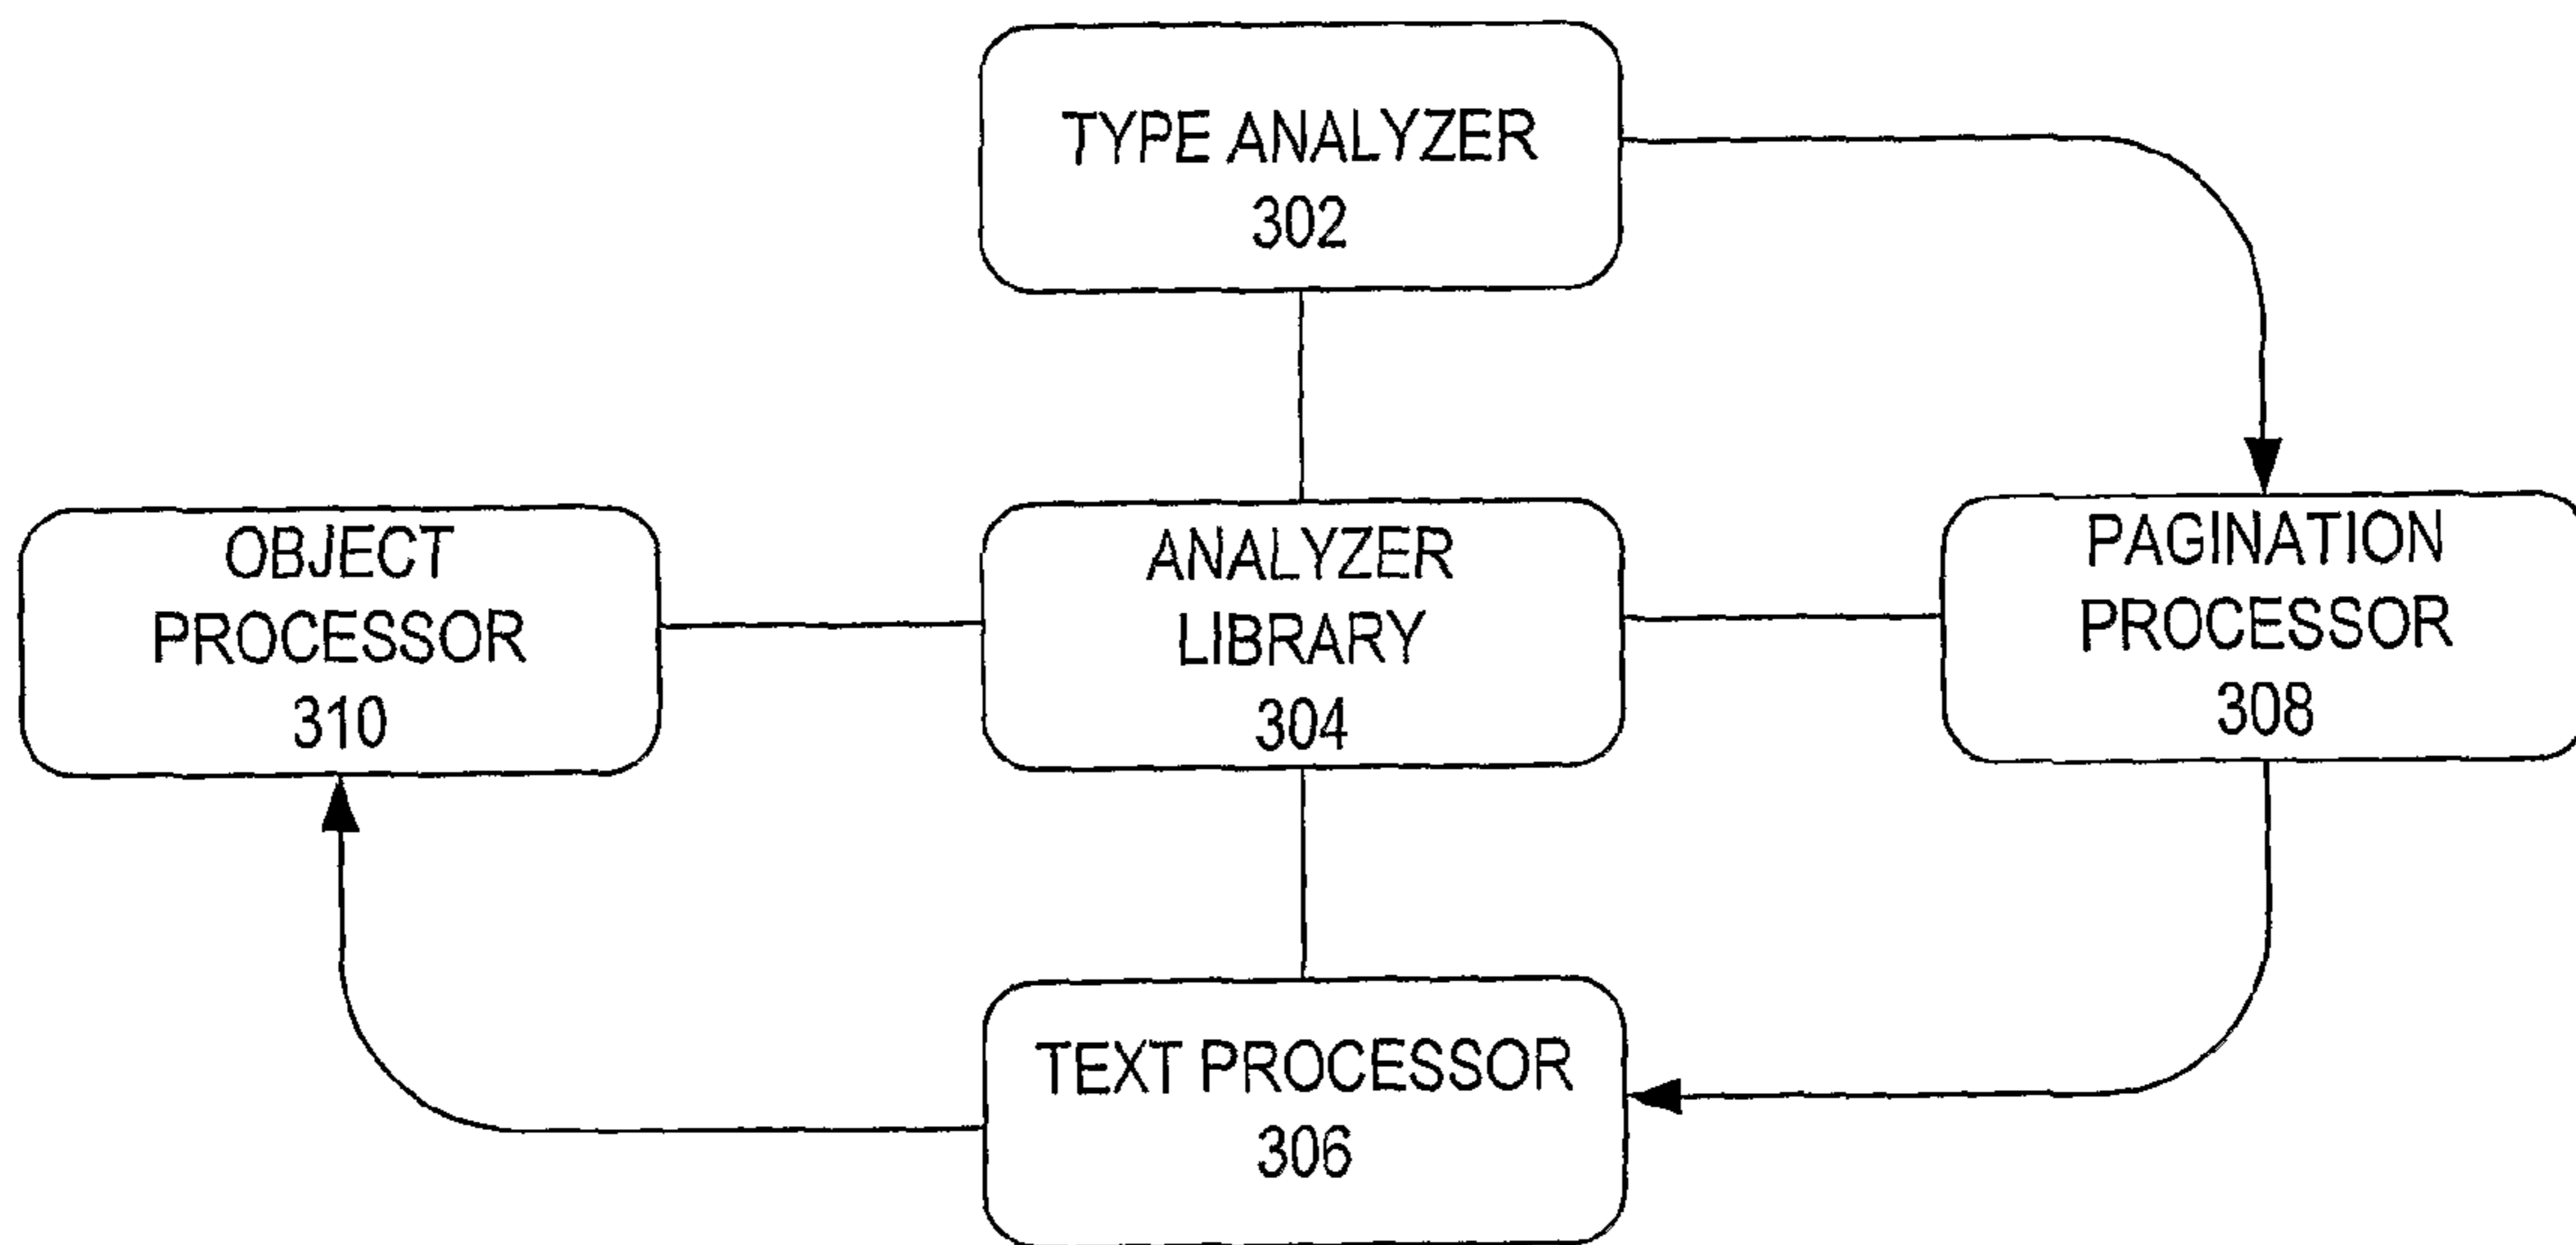 TYPE ANALYZER
302
OBJECT
PROCESSOR
310
ANALYZER
LIBRARY
304
PAGINATION
PROCESSOR
308
TEXT PROCESSOR
306